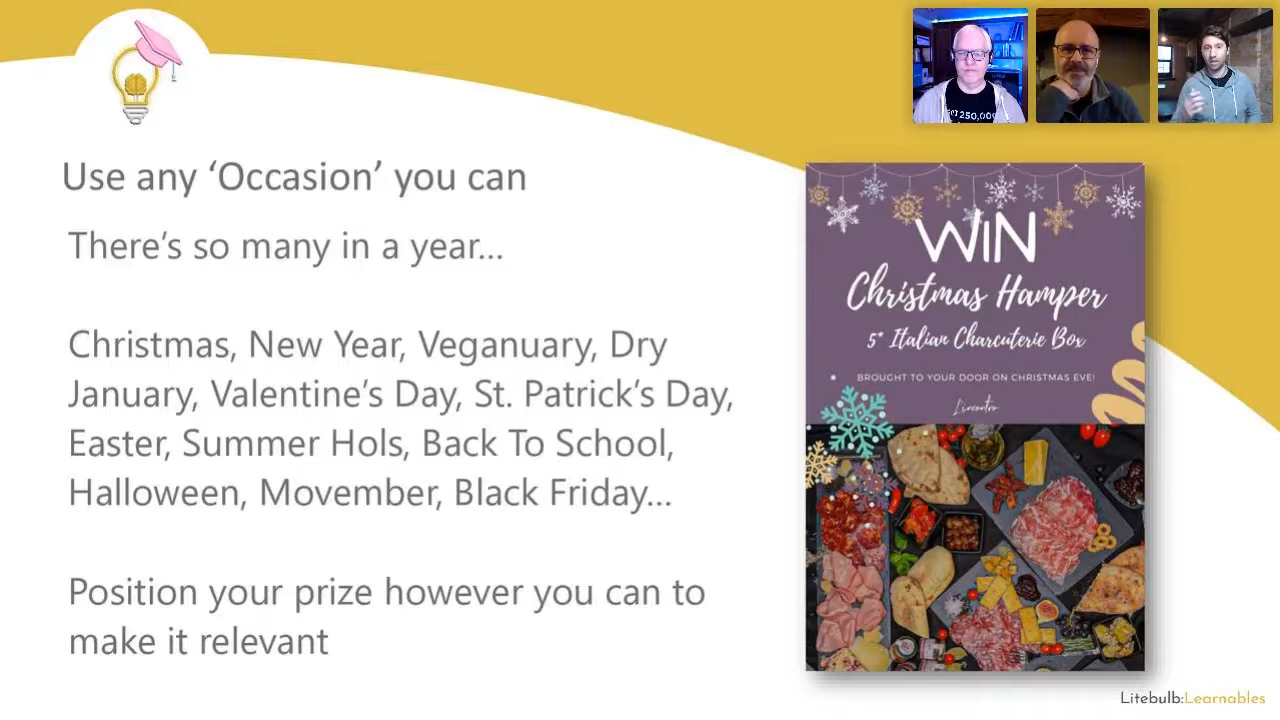 Use any ‘Occasion’ you can
There’s so many in a year...
Christmas, New Year, Veganuary, Dry
January, Valentine’s Day, St. Patrick’s Day,
Easter, Summer Hols, Back To School,
Halloween, Movember, Black Friday...
Position your prize however you can to
make it relevant
250,000
WIN
Christmas Hamper
5* Italian Charcuterie Box
BROUGHT TO YOUR DOOR ON CHRISTMAS EVE!
L'incontro
Litebulb:Learnables